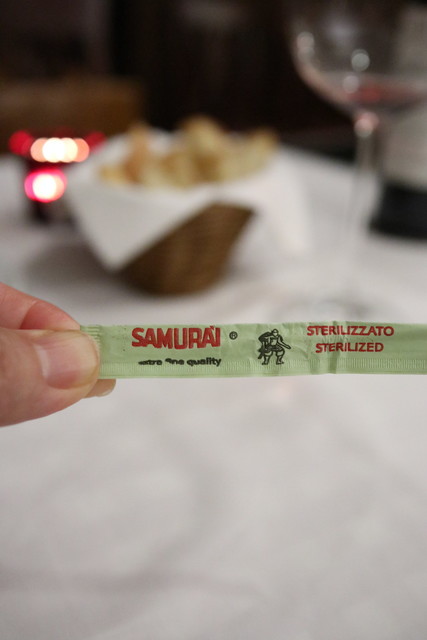 SAMURAI ®
extra fine quality
STERILIZZATO
STERILIZED